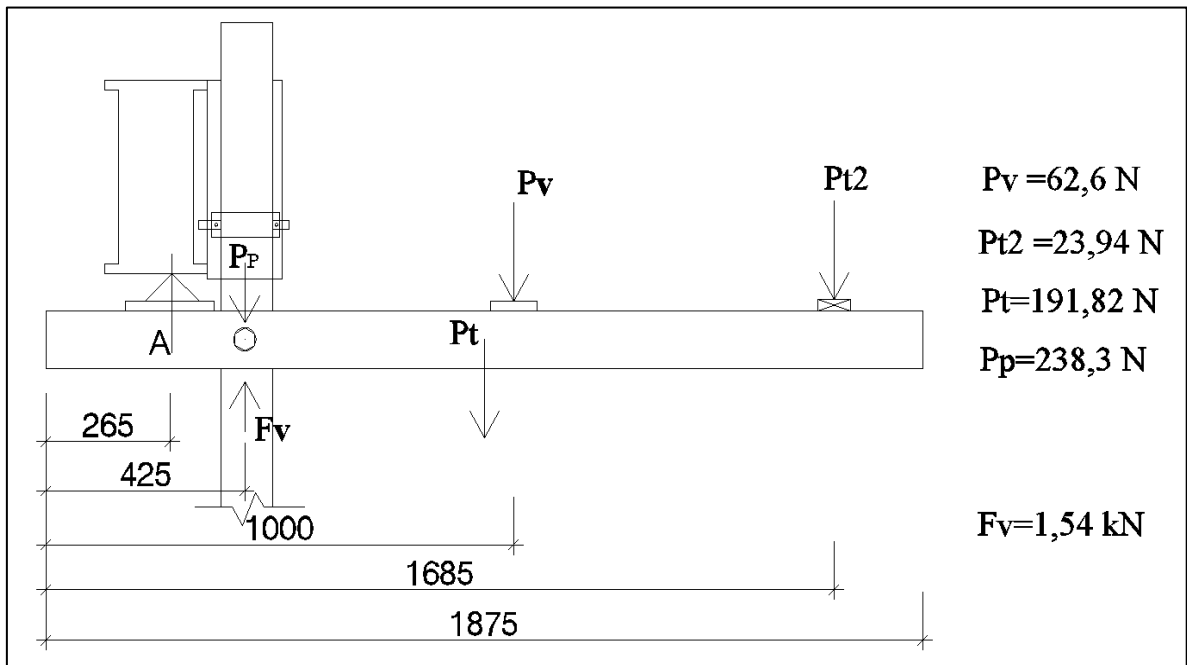 Pv
Pt2
Pv =62,6 N
Pt2 =23,94 N
PP
Pt=191,82 N
A
Pt
Pp=238,3 N
265
Fv
425
1000
Fv=1,54 kN
1685
1875